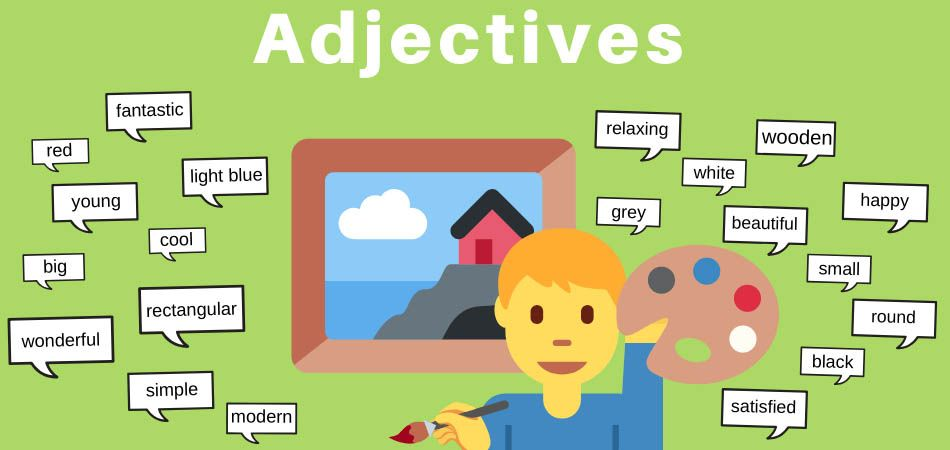 Adjectives
fantastic
red
light blue
young
cool
big
rectangular
wonderful
simple
modern
relaxing
wooden
white
happy
grey
beautiful
small
round
black
satisfied